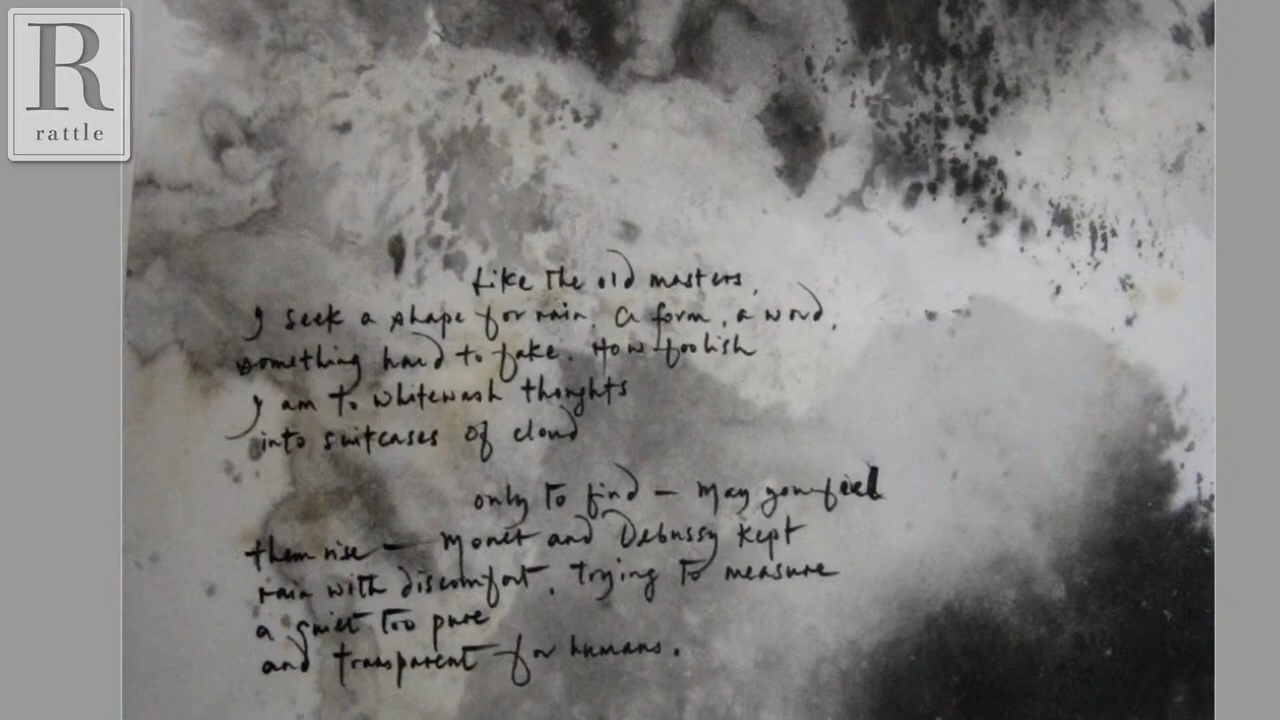 R
rattle
Like the old masters,
I seek a shape for rain. A form, a word,
something hard to fake. How foolish
I am to whitewash thoughts
into suitcases of cloud
only to find — may you feel
them rise — Monet and Debussy kept
rain with discomfort, trying to measure
a quiet too pure
and transparent for humans.